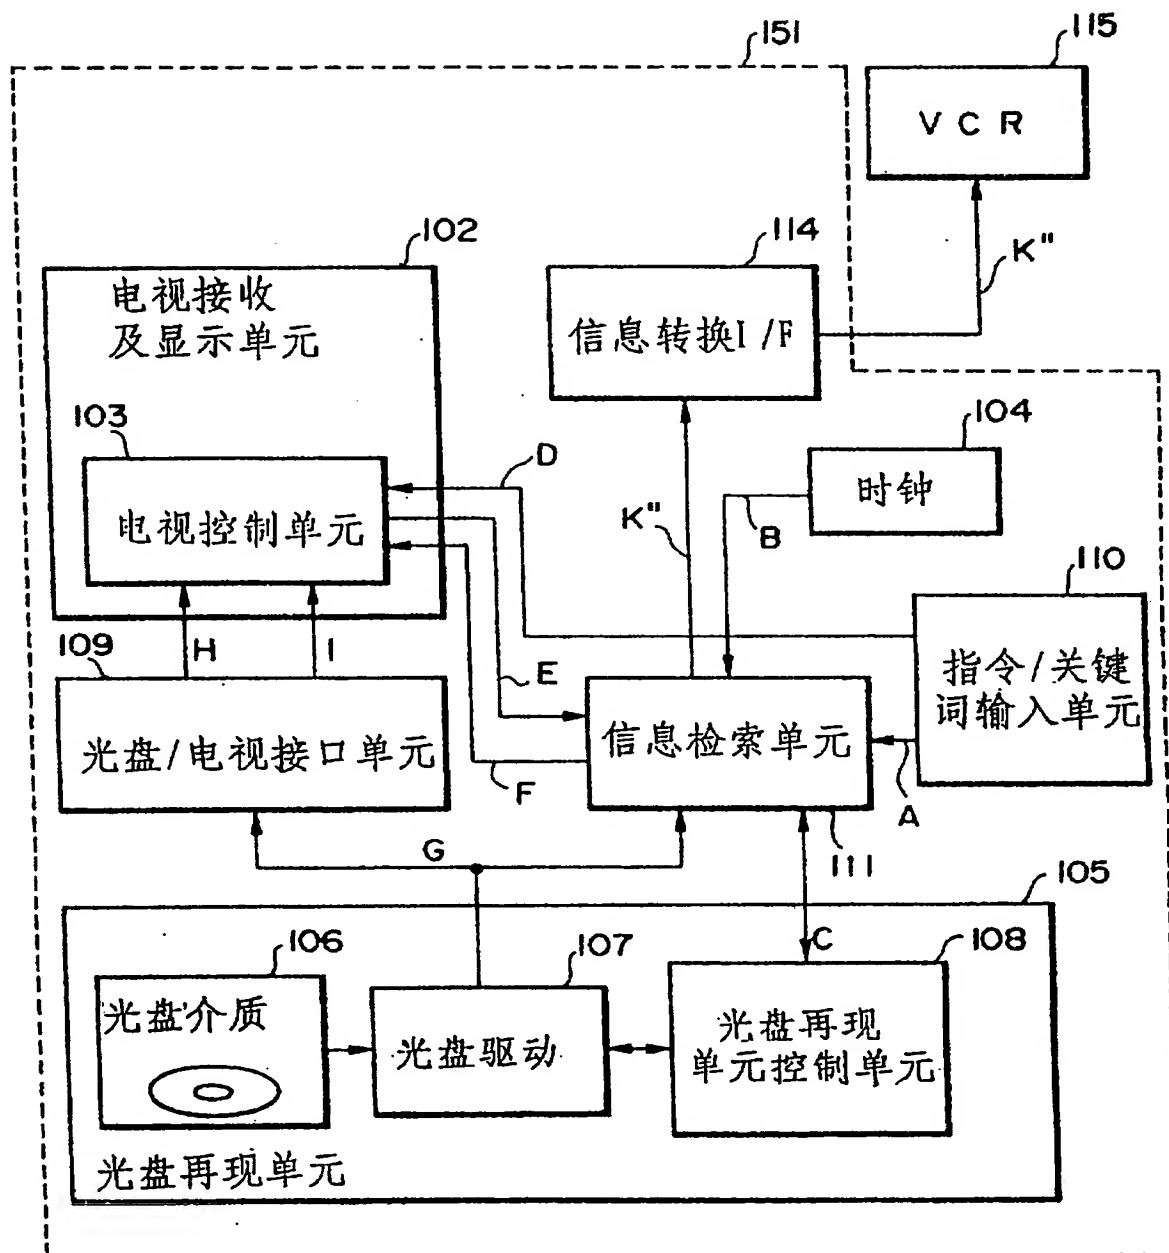 151
115
V C R
102
114
K"
电视接收
及显示单元
信息转换I/F
103
104
D
时钟
电视控制单元
K"
B
110
109
H
I
E
指令/关键
词输入单元
光盘/电视接口单元
信息检索单元
F
A
G
111
105
106
107
C
108
光盘介质
光盘驱动
光盘再现
单元控制单元
光盘再现单元